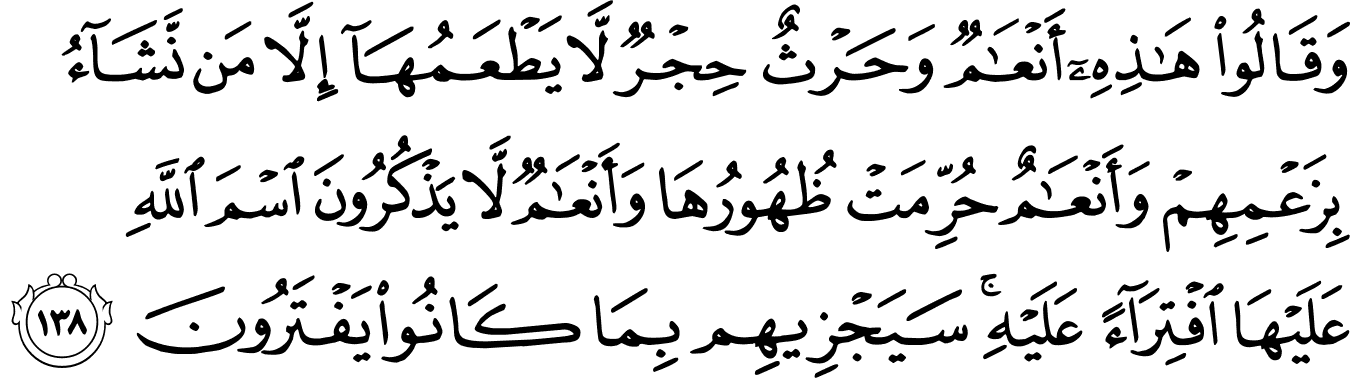 وَقَالُوا۟ هَـٰذِهِۦٓ أَنْعَـٰمٌ وَحَرْثٌ حِجْرٌ لَّا يَطْعَمُهَآ إِلَّا مَن نَّشَآءُ
بِزَعْمِهِمْ وَأَنْعَـٰمٌ حُرِّمَتْ ظُهُورُهَا وَأَنْعَـٰمٌ لَّا يَذْكُرُونَ ٱسْمَ ٱللَّهِ
عَلَيْهَا ٱفْتِرَآءً عَلَيْهِ ۚ سَيَجْزِيهِم بِمَا كَانُوا۟ يَفْتَرُونَ ١٣٨